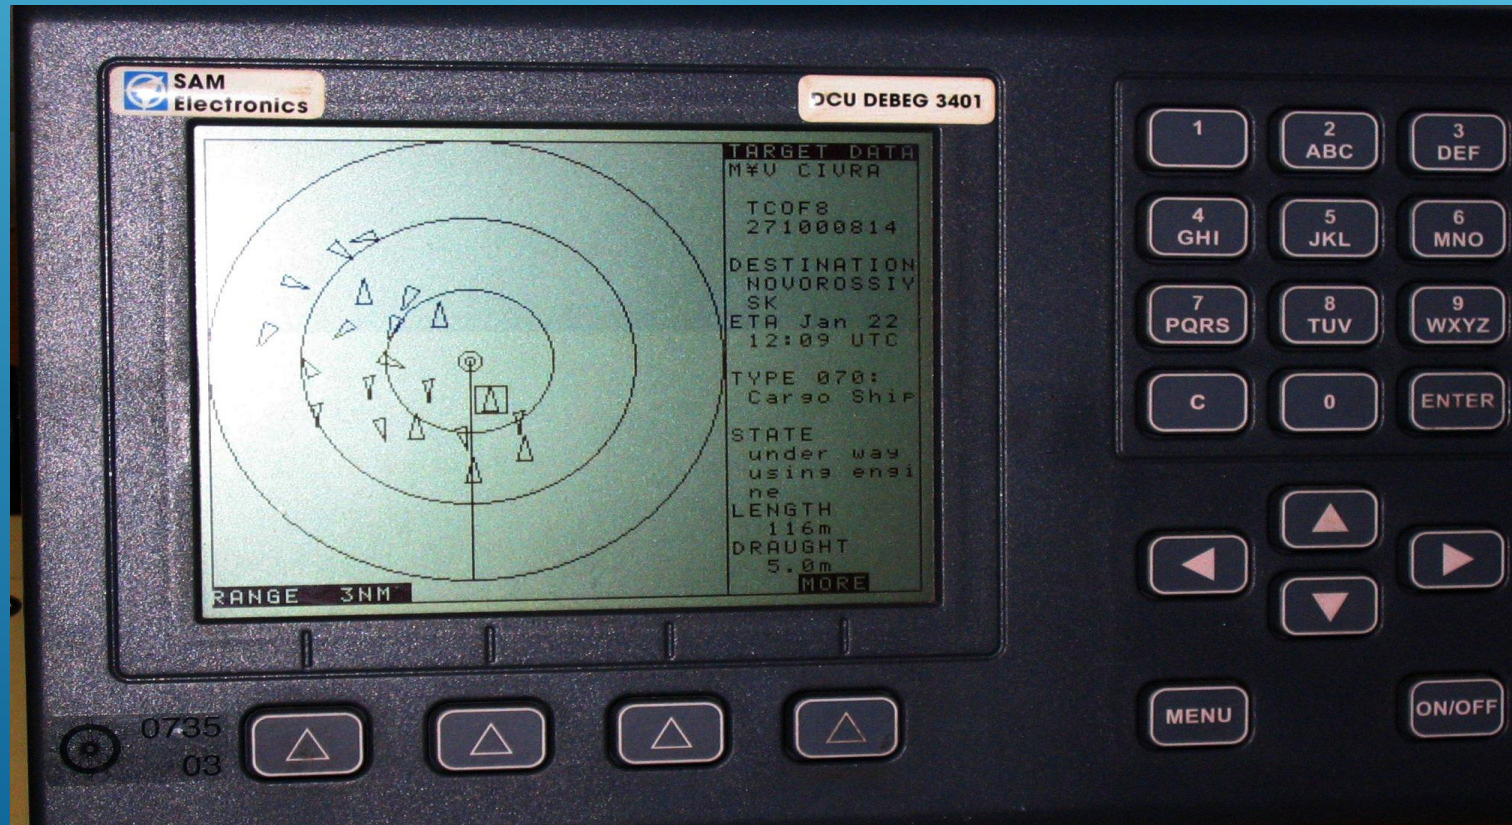 SAM
Electronics
DCU DEBEG 3401
TARGET DATA
M¥V CIVRA
TCOF8
271000814
DESTINATION
NOVOROSSIY
SK
ETA Jan 22
12:09 UTC
TYPE 070:
Cargo Ship
STATE
under way
using engi
ne
LENGTH
116m
DRAUGHT
5.0m
MORE
RANGE 3NM
0735
03
1
2
ABC
3
DEF
4
GHI
5
JKL
6
MNO
7
PQRS
8
TUV
9
WXYZ
C
0
ENTER
MENU
ON/OFF